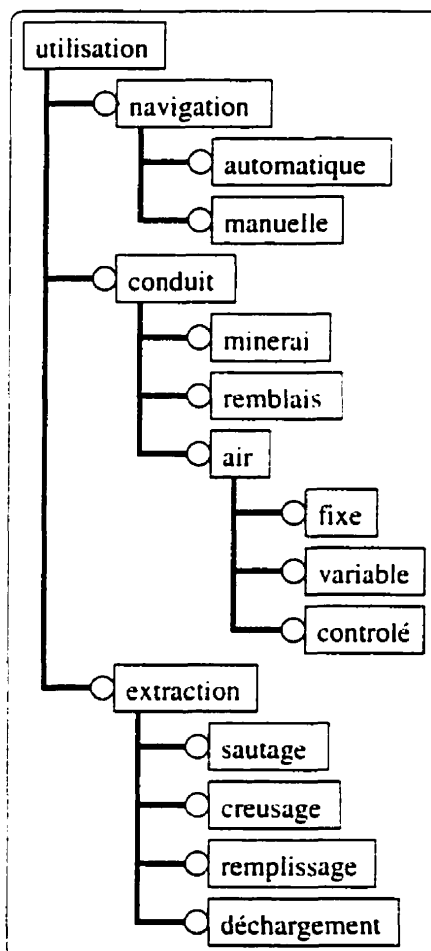 utilisation
navigation
automatique
manuelle
conduit
minerai
remblais
air
fixe
variable
controlé
extraction
sautage
creusage
remplissage
déchargement